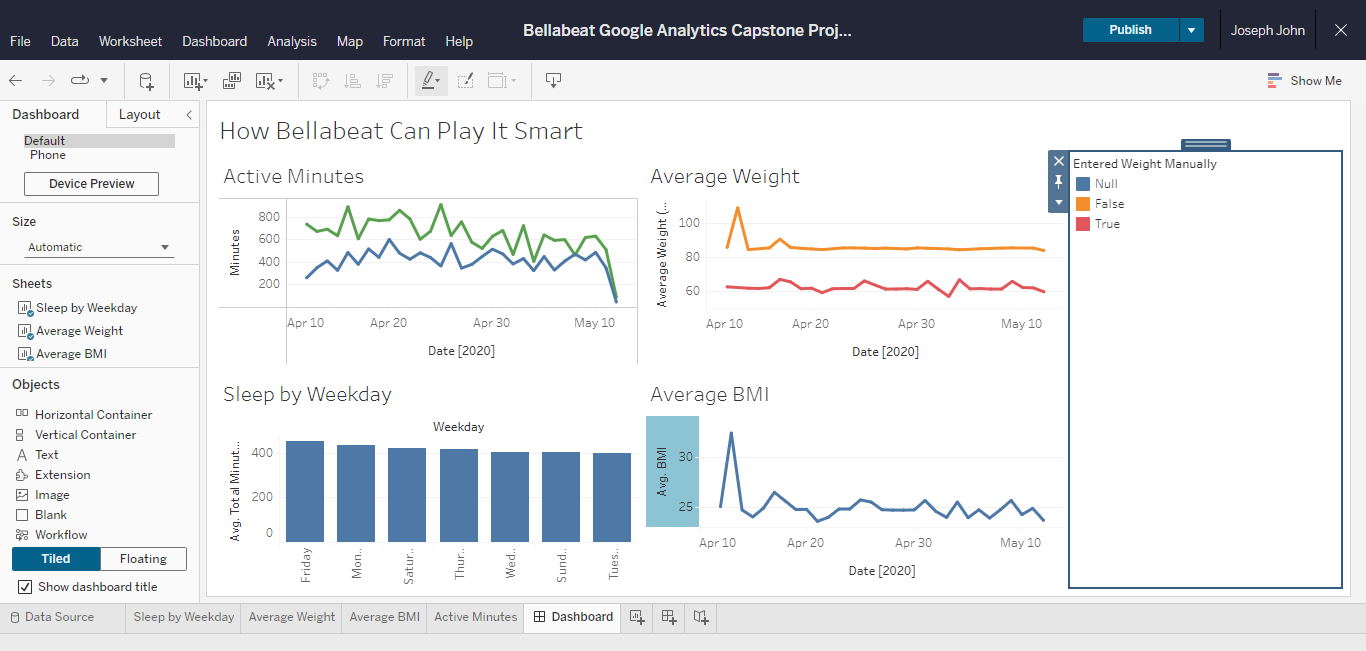 Bellabeat Google Analytics Capstone Proj...
File Data Worksheet Dashboard Analysis Map Format Help
Publish
Joseph John
Show Me
Dashboard Layout
Default
Phone
Device Preview
Size
Automatic
Sheets
Sleep by Weekday
Average Weight
Average BMI
Objects
Horizontal Container
Vertical Container
Text
Extension
Image
Blank
Workflow
Tiled Floating
Show dashboard title
How Bellabeat Can Play It Smart
Active Minutes
Minutes
800
600
400
200
Apr 10 Apr 20 Apr 30 May 10
Date [2020]
Average Weight
Average Weight (...
100
80
60
Apr 10 Apr 20 Apr 30 May 10
Date [2020]
Entered Weight Manually
Null
False
True
Sleep by Weekday
Weekday
Avg. Total Minut...
400
200
0
Friday Mon.. Satur.. Thur.. Wed.. Sund.. Tues..
Average BMI
Avg. BMI
30
25
Apr 10 Apr 20 Apr 30 May 10
Date [2020]
Data Source Sleep by Weekday Average Weight Average BMI Active Minutes Dashboard